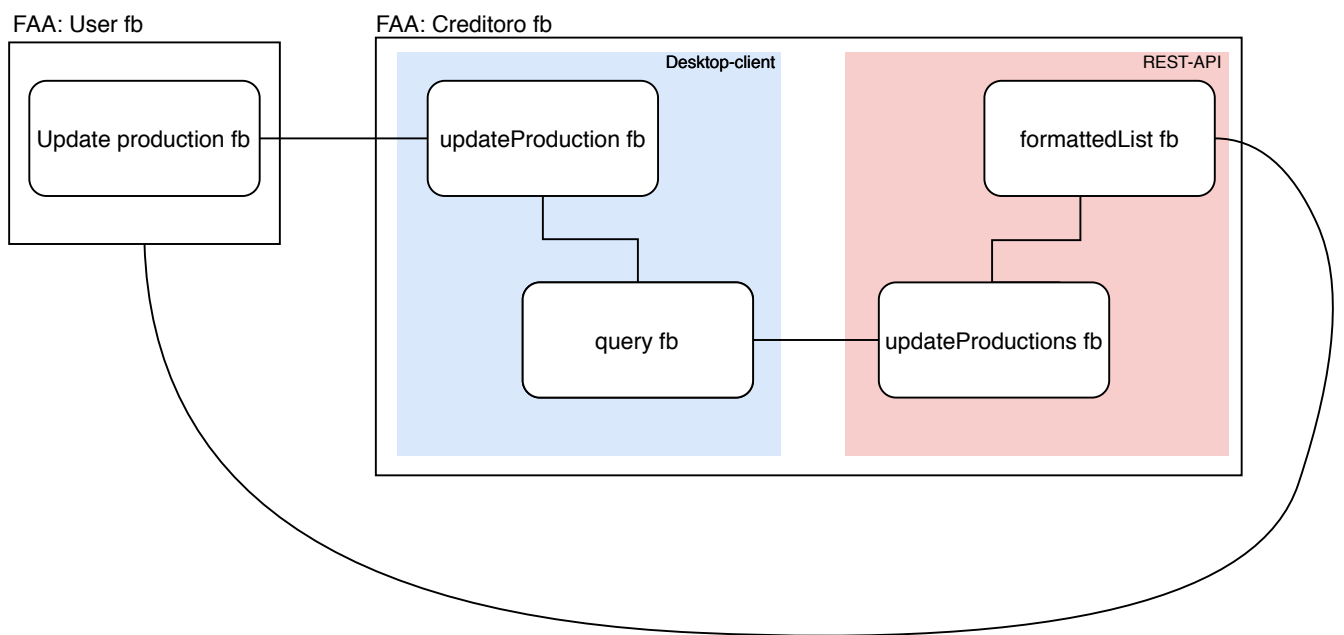 FAA: User fb
FAA: Creditoro fb
Desktop-client
REST-API
Update production fb
updateProduction fb
formattedList fb
query fb
updateProductions fb